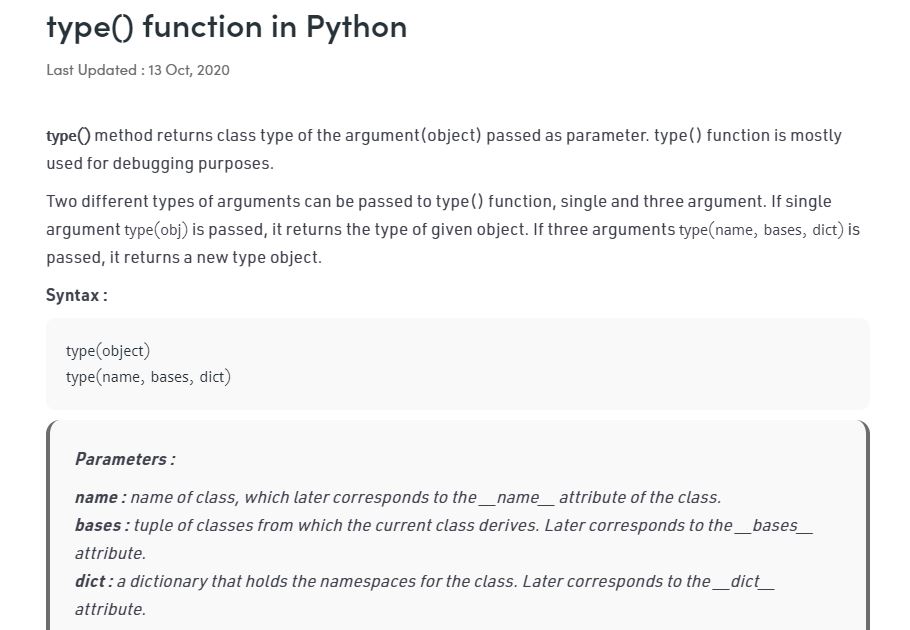 type() function in Python
Last Updated : 13 Oct, 2020
type() method returns class type of the argument(object) passed as parameter. type() function is mostly
used for debugging purposes.
Two different types of arguments can be passed to type() function, single and three argument. If single
argument type(obj) is passed, it returns the type of given object. If three arguments type(name, bases, dict) is
passed, it returns a new type object.
Syntax :
type(object)
type(name, bases, dict)
Parameters :
name : name of class, which later corresponds to the __name__ attribute of the class.
bases : tuple of classes from which the current class derives. Later corresponds to the __bases__
attribute.
dict : a dictionary that holds the namespaces for the class. Later corresponds to the __dict__
attribute.